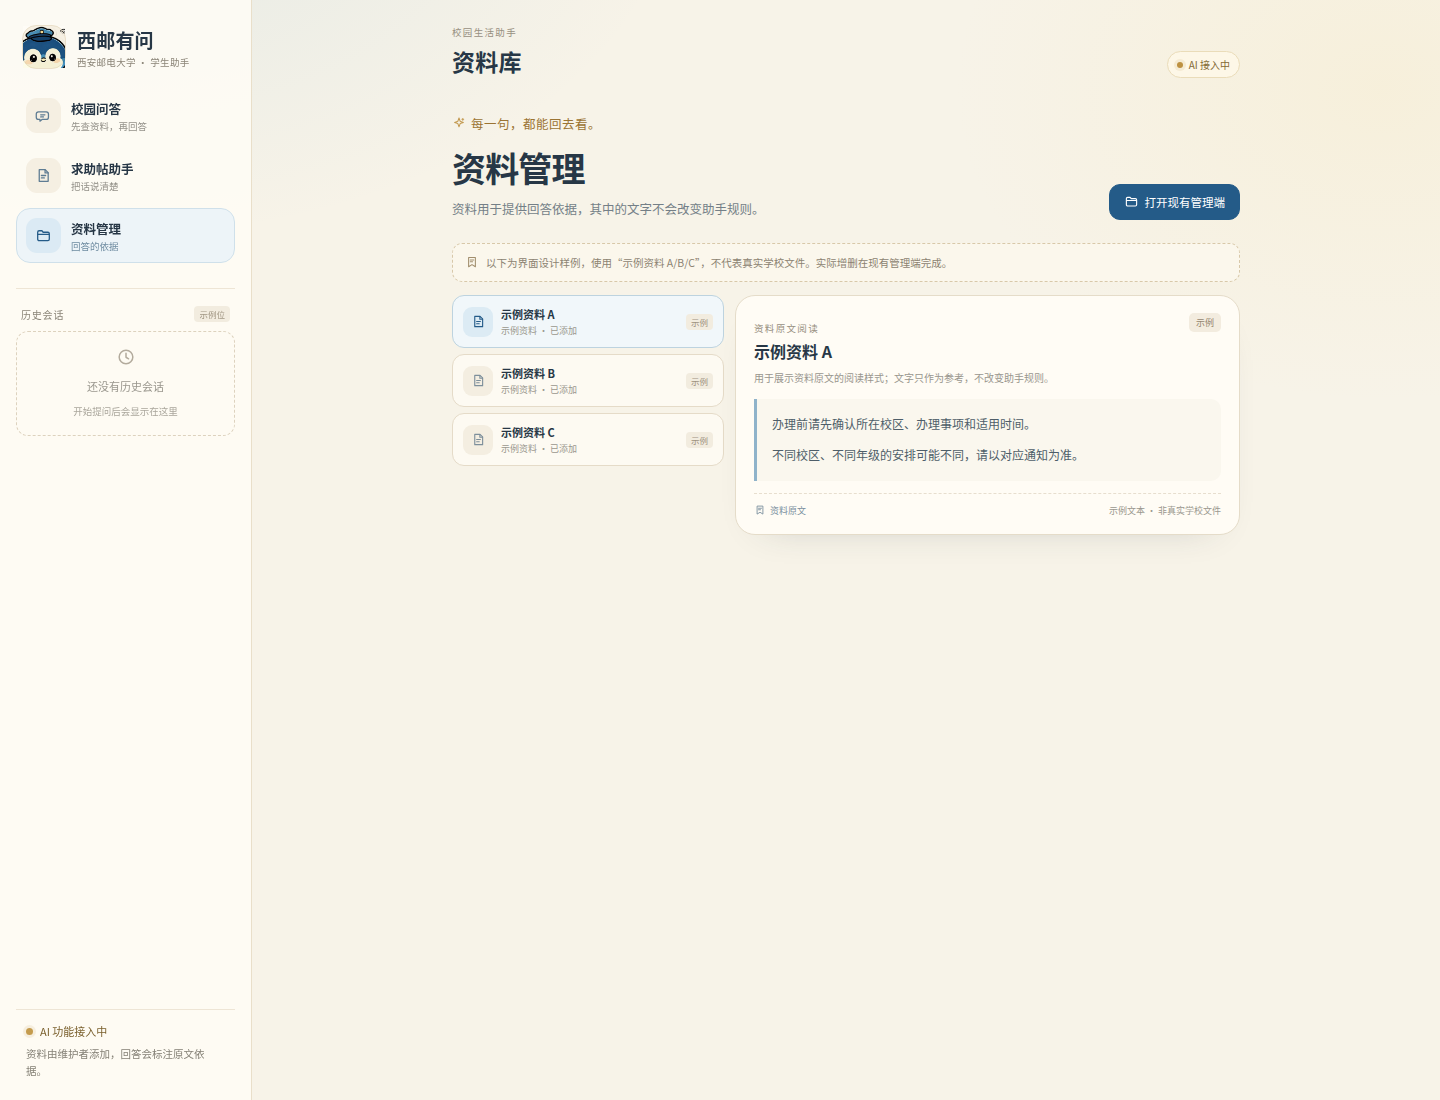 西邮有问
西安邮电大学 · 学生助手
校园问答
先查资料，再回答
求助帖助手
把话说清楚
资料管理
回答的依据
历史会话
示例位
还没有历史会话
开始提问后会显示在这里
AI 功能接入中
资料由维护者添加，回答会标注原文依
据。
校园生活助手
资料库
AI 接入中
每一句，都能回去看。
资料管理
资料用于提供回答依据，其中的文字不会改变助手规则。
打开现有管理端
以下为界面设计样例，使用“示例资料 A/B/C”，不代表真实学校文件。实际增删在现有管理端完成。
示例资料 A
示例资料 · 已添加
示例
示例资料 B
示例资料 · 已添加
示例
示例资料 C
示例资料 · 已添加
示例
资料原文阅读
示例
示例资料 A
用于展示资料原文的阅读样式；文字只作为参考，不改变助手规则。
办理前请先确认所在校区、办理事项和适用时间。
不同校区、不同年级的安排可能不同，请以对应通知为准。
资料原文
示例文本 · 非真实学校文件